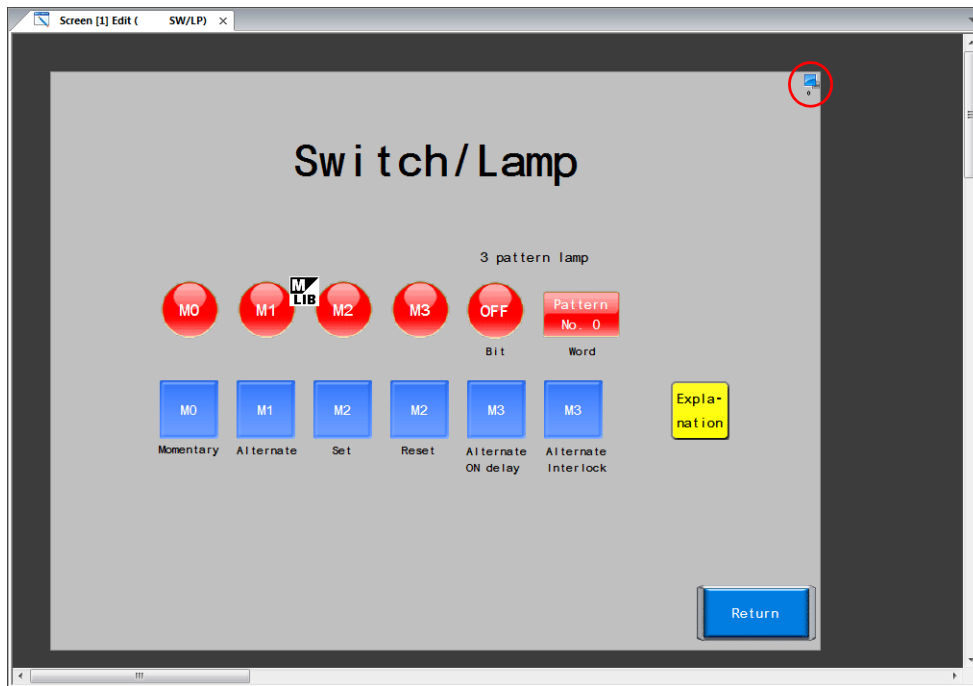 Screen [1] Edit ( SW/LP) ×
0
Switch/Lamp
3 pattern lamp
M LIB
M0 M1 M2 M3 OFF Pattern
No. 0
Bit Word
M0 M1 M2 M2 M3 M3 Expla-
nation
Momentary Alternate Set Reset Alternate Alternate
ON delay Interlock
Return